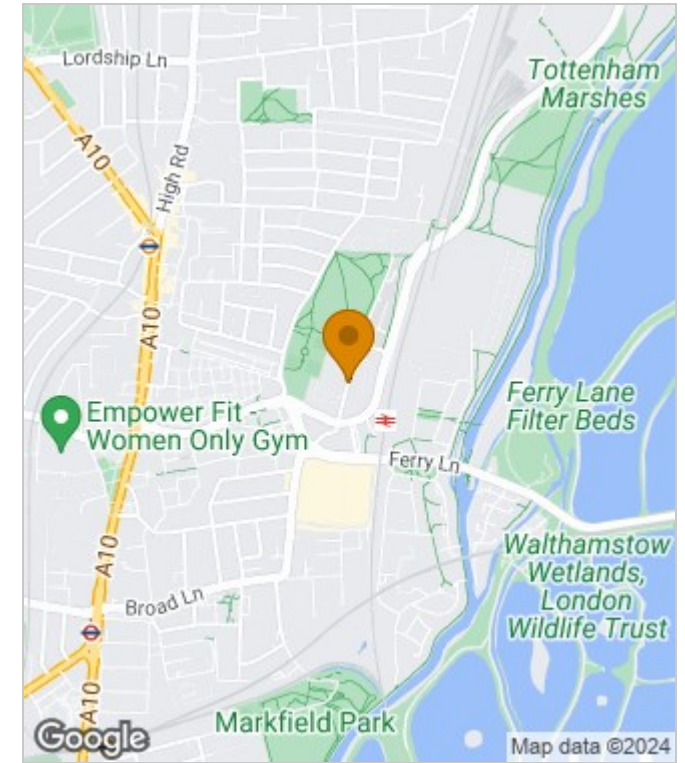 Lordship Ln
Tottenham
Marshes
A10
High Rd
A10
Ferry Lane
Filter Beds
Empower Fit -
Women Only Gym
Ferry Ln
A10
Walthamstow
Wetlands,
London
Wildlife Trust
Broad Ln
A10
Markfield Park
Google
Map data ©2024